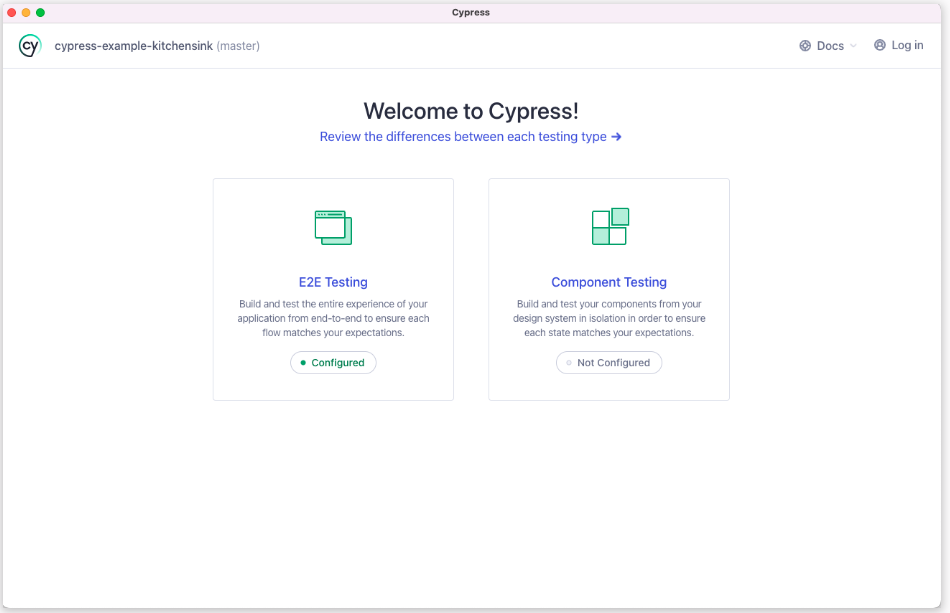 Cypress
cy cypress-example-kitchensink (master) Docs Log in
Welcome to Cypress!
Review the differences between each testing type →
E2E Testing
Build and test the entire experience of your
application from end-to-end to ensure each
flow matches your expectations.
Configured
Component Testing
Build and test your components from your
design system in isolation in order to ensure
each state matches your expectations.
Not Configured